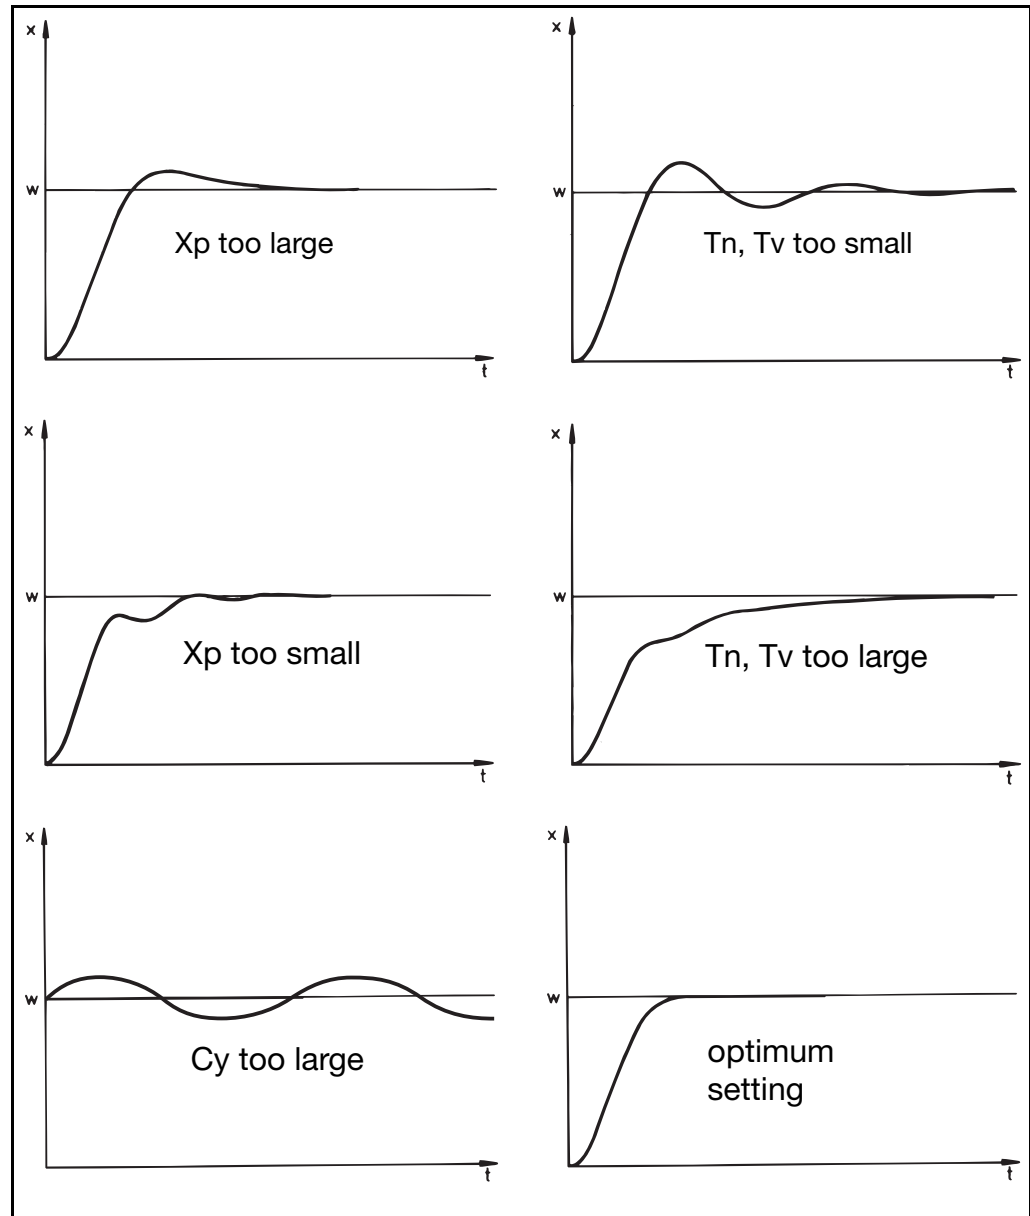 x
w
Xp too large
t
x
w
Tn, Tv too small
t
x
w
Xp too small
t
x
w
Tn, Tv too large
t
x
w
Cy too large
t
x
w
optimum
setting
t